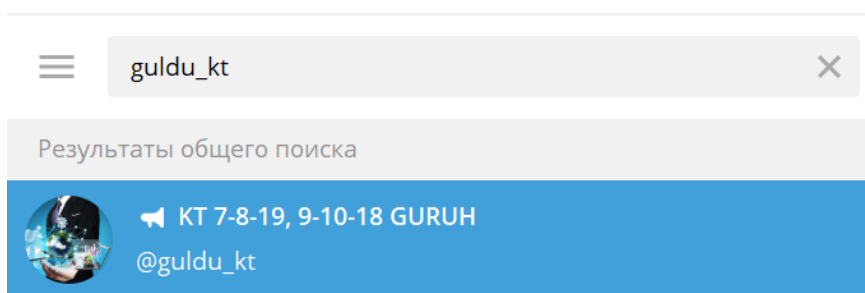 guldu_kt
Результаты общего поиска
KT 7-8-19, 9-10-18 GURUH
@guldu_kt